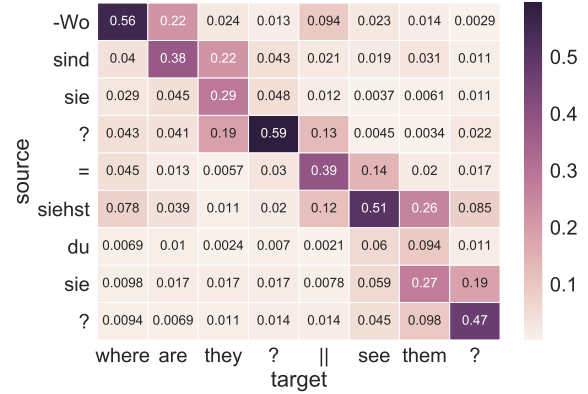 -Wo 0.56 0.22 0.024 0.013 0.094 0.023 0.014 0.0029
sind 0.04 0.38 0.22 0.043 0.021 0.019 0.031 0.011
sie 0.029 0.045 0.29 0.048 0.012 0.0037 0.0061 0.011
? 0.043 0.041 0.19 0.59 0.13 0.0045 0.0034 0.022
= 0.045 0.013 0.0057 0.03 0.39 0.14 0.02 0.017
siehst 0.078 0.039 0.011 0.02 0.12 0.51 0.26 0.085
du 0.0069 0.01 0.0024 0.007 0.0021 0.06 0.094 0.011
sie 0.0098 0.017 0.017 0.017 0.0078 0.059 0.27 0.19
? 0.0094 0.0069 0.011 0.014 0.014 0.045 0.098 0.47
where are they ? || see them ?
target
source
0.5
0.4
0.3
0.2
0.1